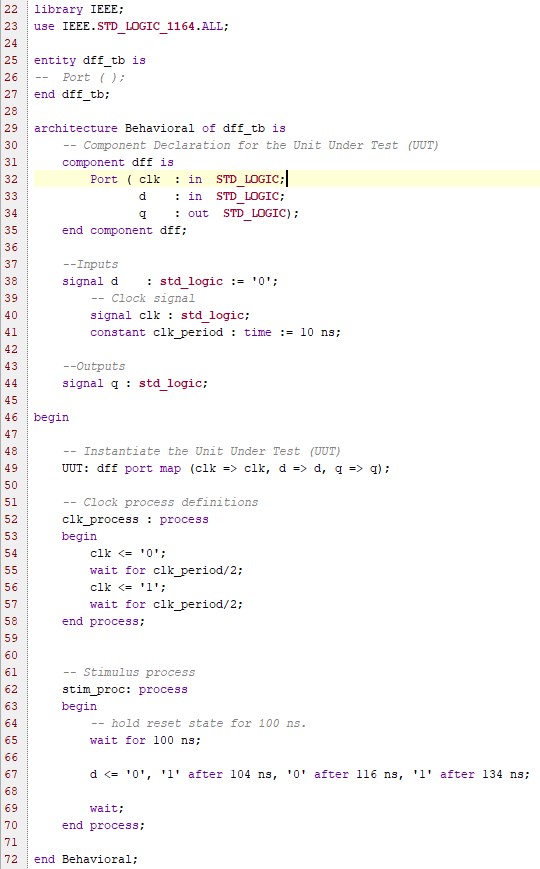 22 library IEEE;
23 use IEEE.STD_LOGIC_1164.ALL;
24
25 entity dff_tb is
26 --  Port ( );
27 end dff_tb;
28
29 architecture Behavioral of dff_tb is
30     -- Component Declaration for the Unit Under Test (UUT)
31     component dff is
32         Port ( clk  : in  STD_LOGIC;
33                d    : in  STD_LOGIC;
34                q    : out  STD_LOGIC);
35     end component dff;
36
37     --Inputs
38     signal d    : std_logic := '0';
39         -- Clock signal
40         signal clk : std_logic;
41         constant clk_period : time := 10 ns;
42
43     --Outputs
44     signal q : std_logic;
45
46 begin
47
48     -- Instantiate the Unit Under Test (UUT)
49     UUT: dff port map (clk => clk, d => d, q => q);
50
51     -- Clock process definitions
52     clk_process : process
53     begin
54         clk <= '0';
55         wait for clk_period/2;
56         clk <= '1';
57         wait for clk_period/2;
58     end process;
59
60
61     -- Stimulus process
62     stim_proc: process
63     begin
64         -- hold reset state for 100 ns.
65         wait for 100 ns;
66
67         d <= '0', '1' after 104 ns, '0' after 116 ns, '1' after 134 ns;
68
69         wait;
70     end process;
71
72 end Behavioral;